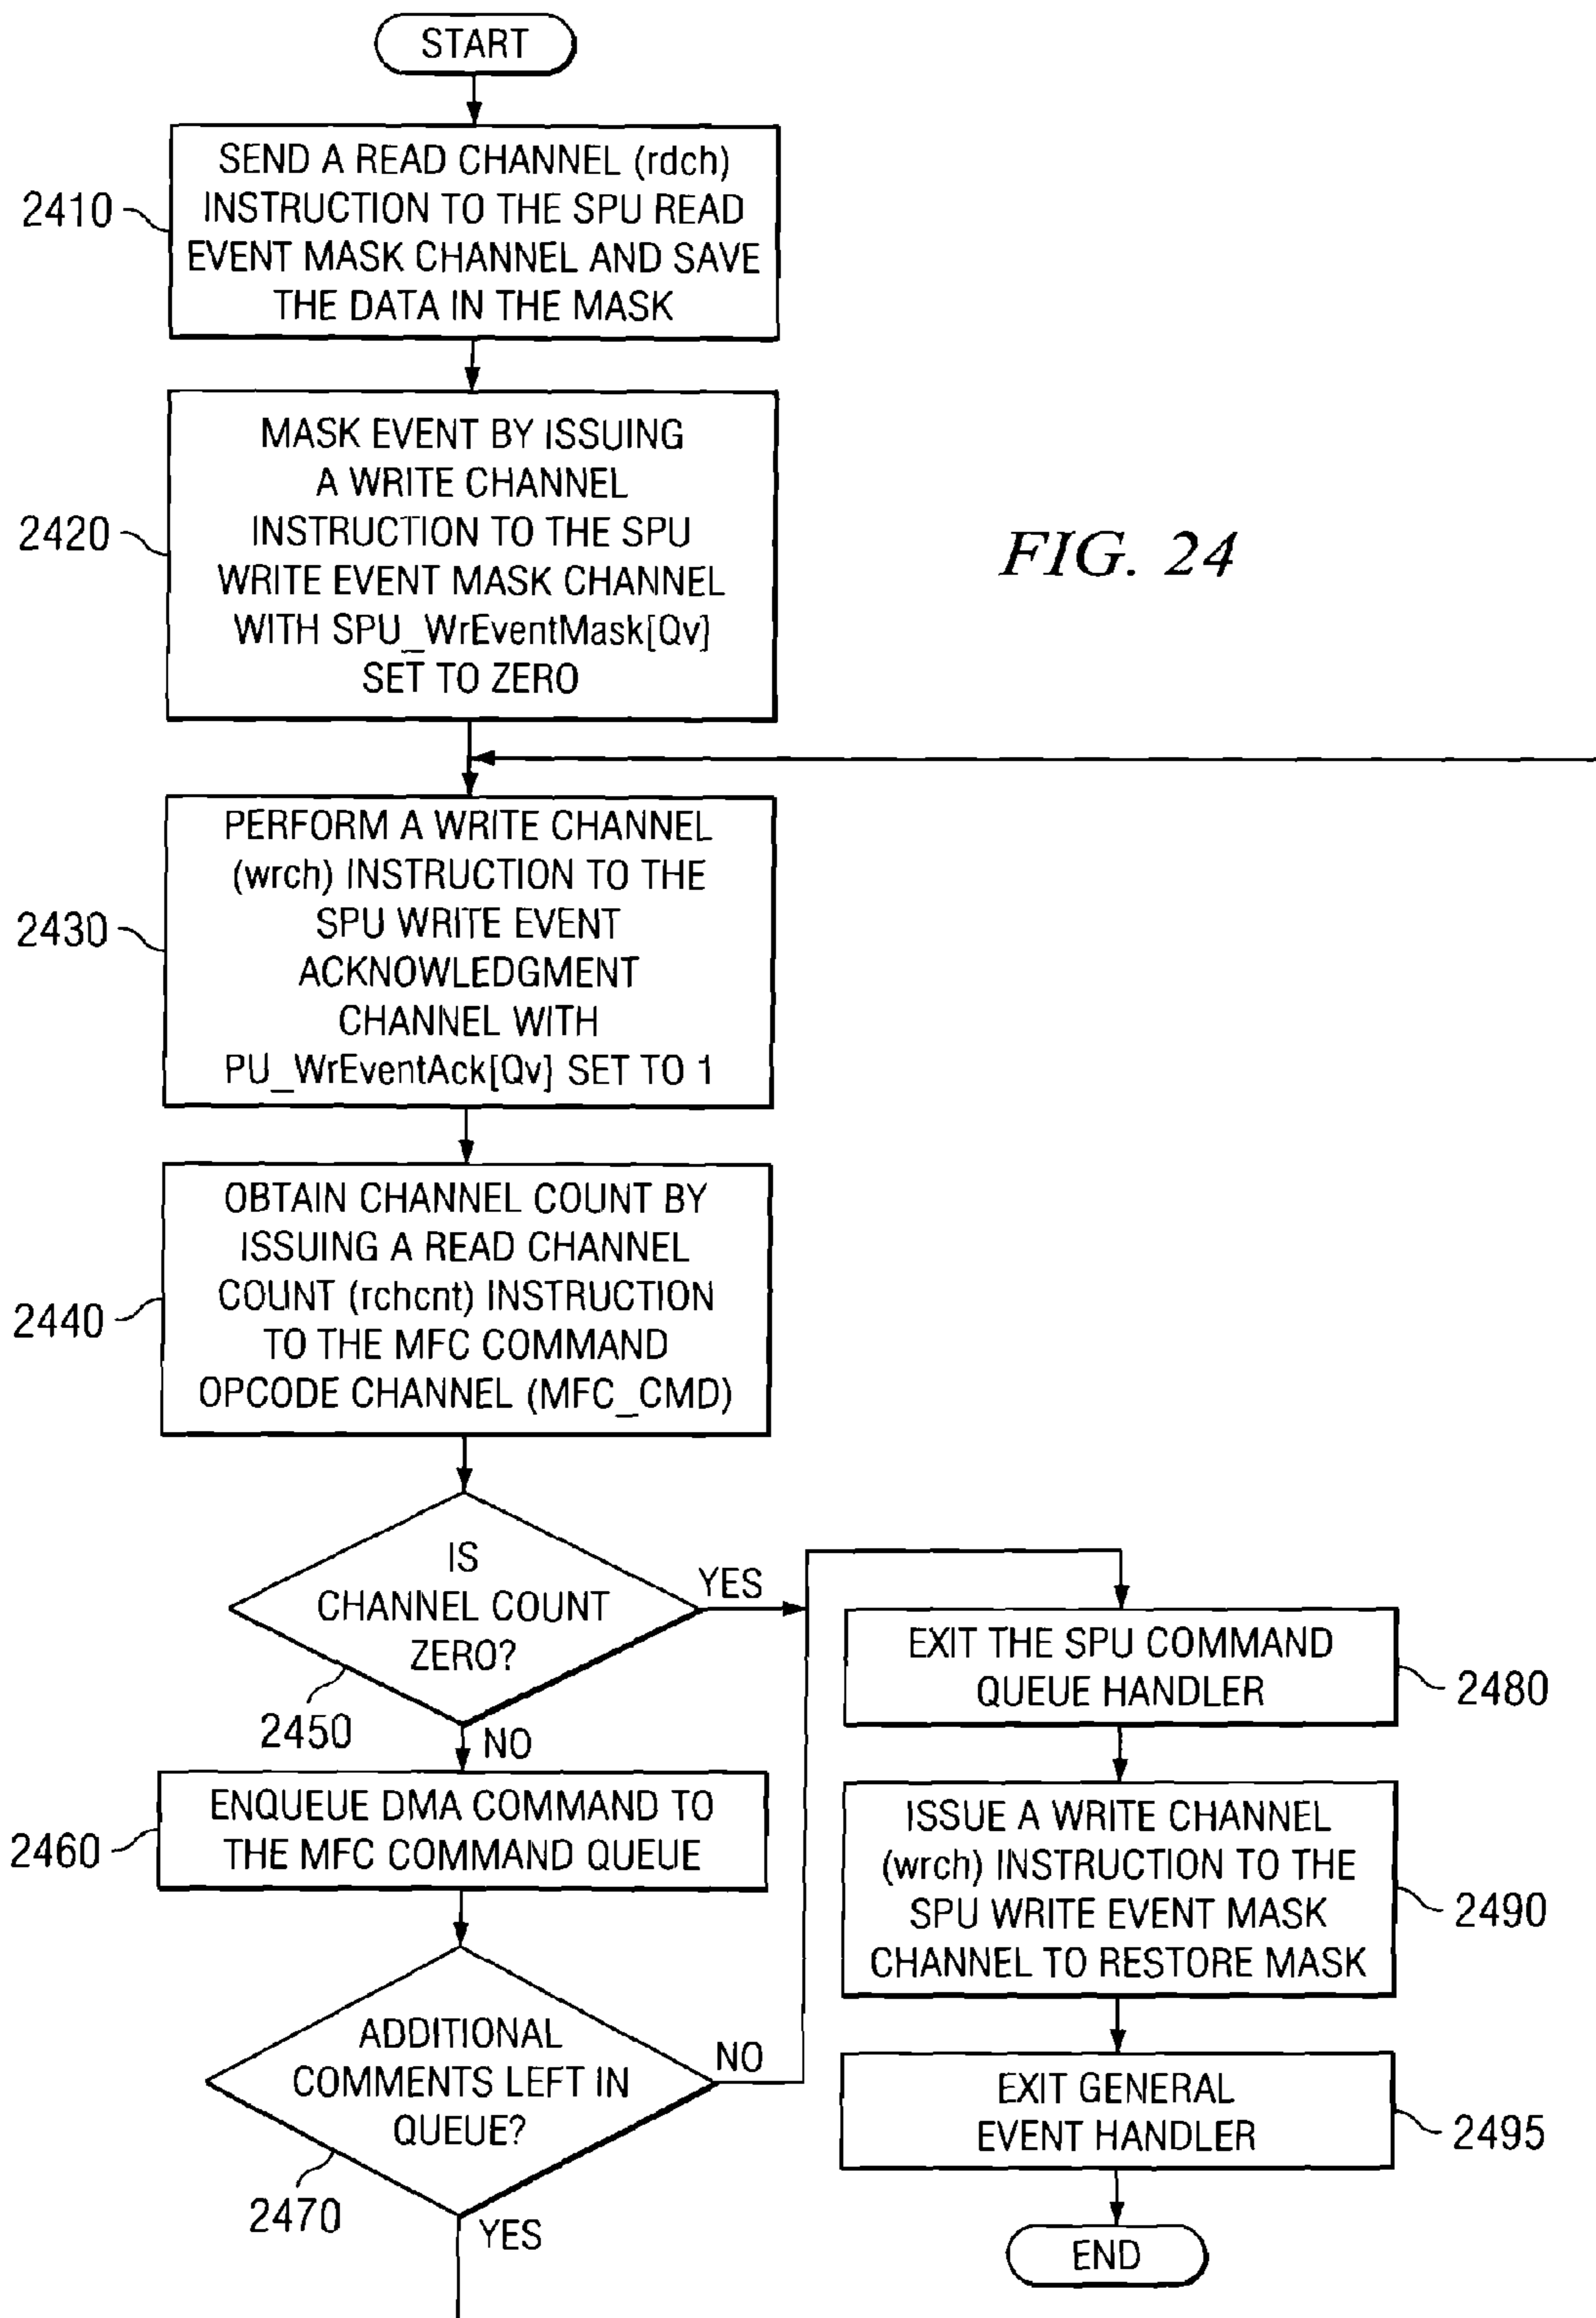 START
2410
SEND A READ CHANNEL (rdch)
INSTRUCTION TO THE SPU READ
EVENT MASK CHANNEL AND SAVE
THE DATA IN THE MASK
2420
MASK EVENT BY ISSUING
A WRITE CHANNEL
INSTRUCTION TO THE SPU
WRITE EVENT MASK CHANNEL
WITH SPU_WrEventMask[Qv]
SET TO ZERO
FIG. 24
2430
PERFORM A WRITE CHANNEL
(wrch) INSTRUCTION TO THE
SPU WRITE EVENT
ACKNOWLEDGMENT
CHANNEL WITH
PU_WrEventAck[Qv] SET TO 1
2440
OBTAIN CHANNEL COUNT BY
ISSUING A READ CHANNEL
COUNT (rchcnt) INSTRUCTION
TO THE MFC COMMAND
OPCODE CHANNEL (MFC_CMD)
IS
CHANNEL COUNT
ZERO?
YES
2450
NO
2460
ENQUEUE DMA COMMAND TO
THE MFC COMMAND QUEUE
ADDITIONAL
COMMENTS LEFT IN
QUEUE?
NO
2470
YES
EXIT THE SPU COMMAND
QUEUE HANDLER
2480
ISSUE A WRITE CHANNEL
(wrch) INSTRUCTION TO THE
SPU WRITE EVENT MASK
CHANNEL TO RESTORE MASK
2490
EXIT GENERAL
EVENT HANDLER
2495
END